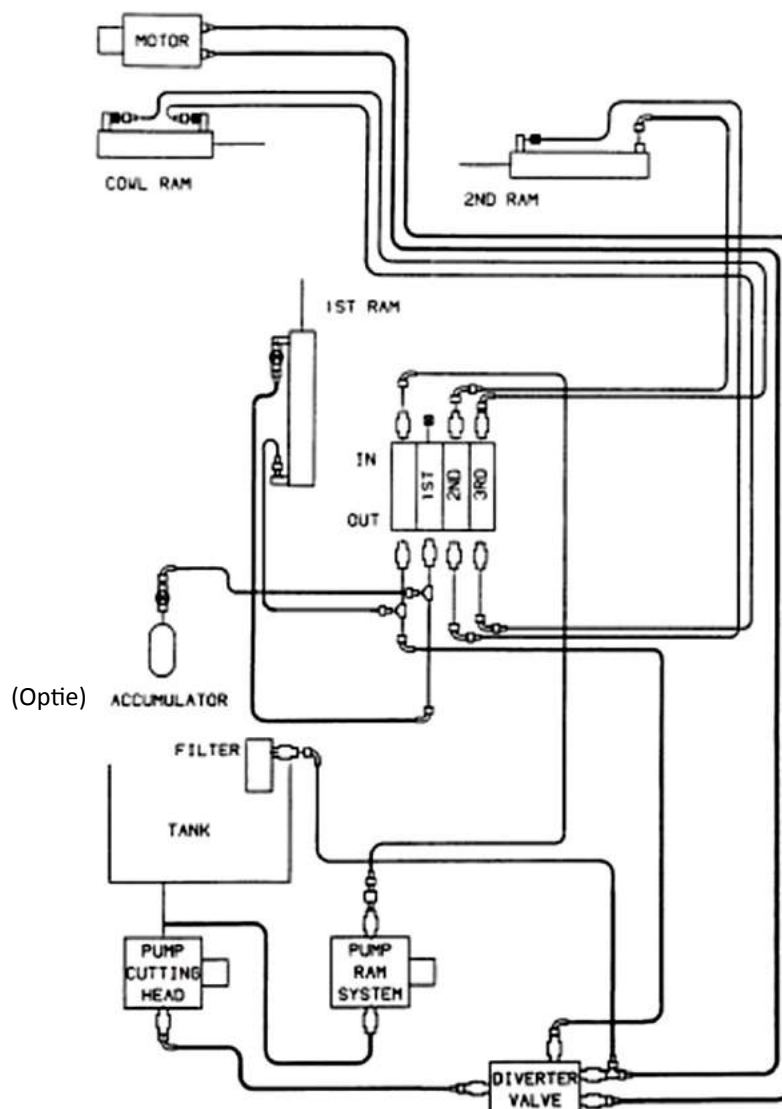 MOTOR
COWL RAM
2ND RAM
1ST RAM
IN
OUT
1ST
2ND
3RD
(Optie)
ACCUMULATOR
FILTER
TANK
PUMP
CUTTING
HEAD
PUMP
RAM
SYSTEM
DIVERTER
VALVE